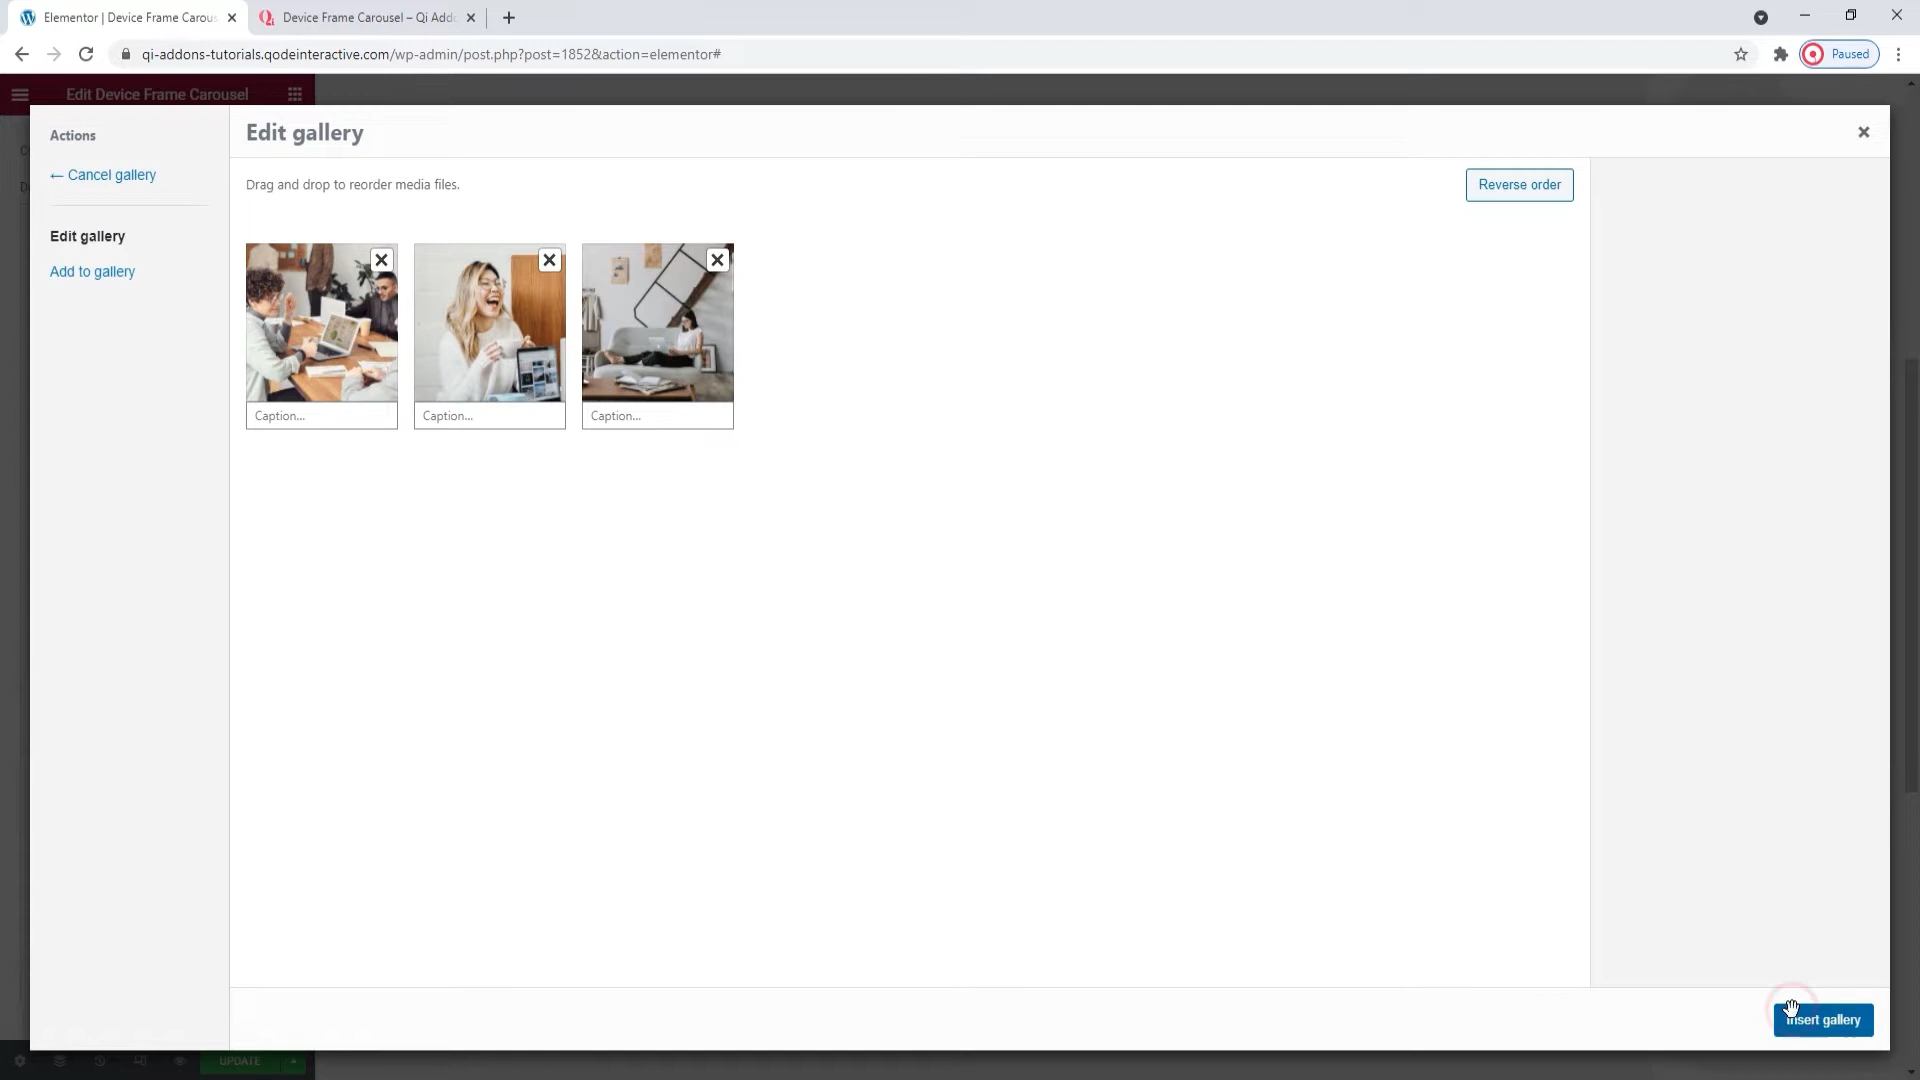 Elementor | Device Frame Carous
Device Frame Carousel – Qi Addo
qi-addons-tutorials.qodeinteractive.com/wp-admin/post.php?post=1852&action=elementor#
Paused
Edit Device Frame Carousel
Actions
← Cancel gallery
Edit gallery
Add to gallery
Edit gallery
Drag and drop to reorder media files.
Reverse order
Caption...
Caption...
Caption...
Insert gallery
UPDATE